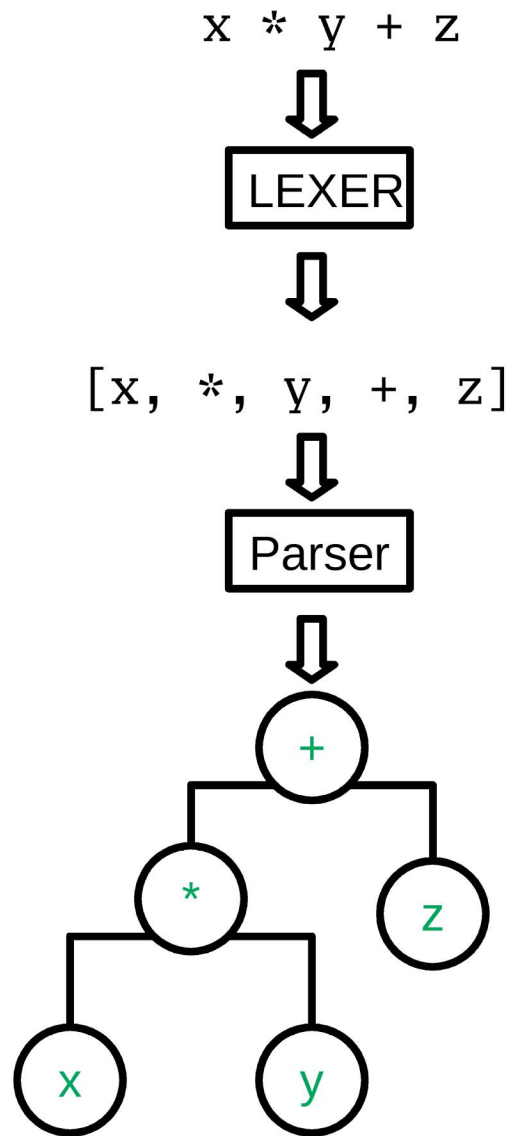 x * y + z
LEXER
[x, *, y, +, z]
Parser
+
* z
x y